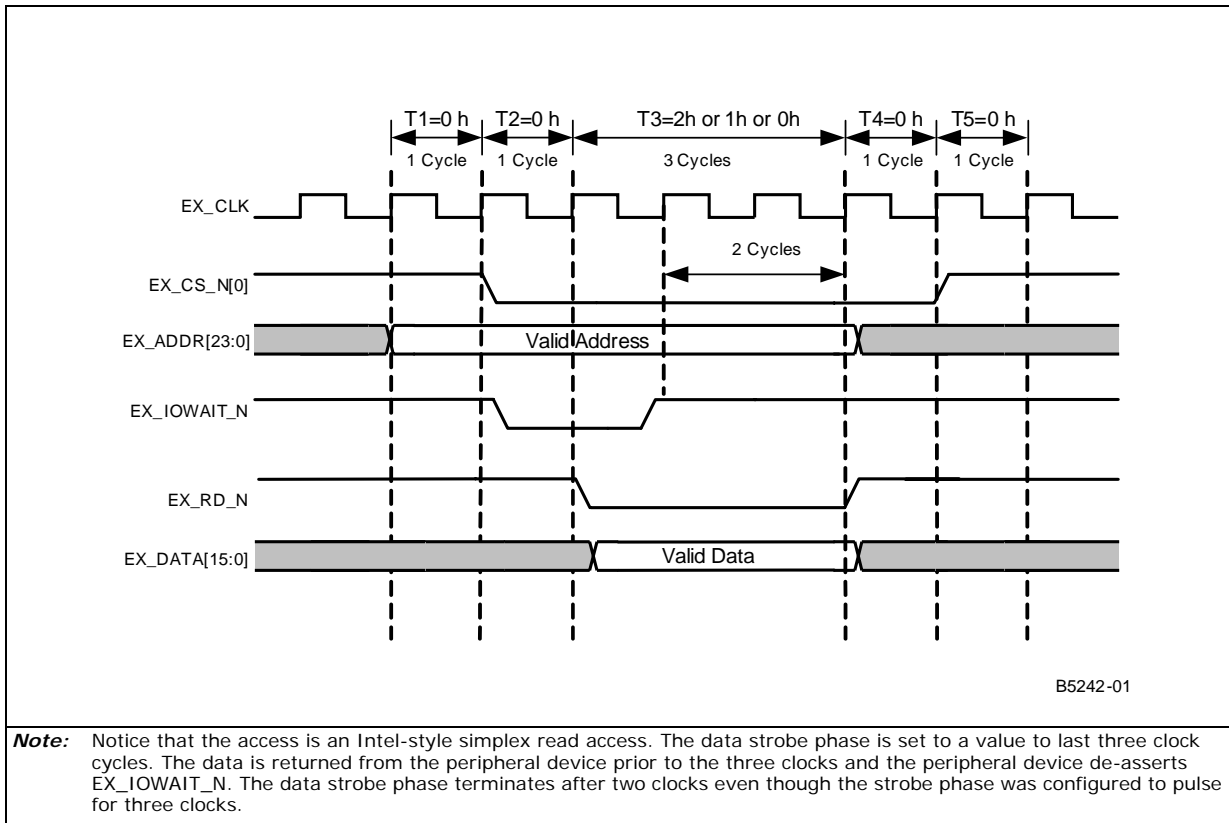 T1=0 h T2=0 h T3=2h or 1h or 0h T4=0 h T5=0 h
1 Cycle 1 Cycle 3 Cycles 1 Cycle 1 Cycle
EX_CLK
2 Cycles
EX_CS_N[0]
EX_ADDR[23:0] Valid Address
EX_IOWAIT_N
EX_RD_N
EX_DATA[15:0] Valid Data
B5242-01
Note: Notice that the access is an Intel-style simplex read access. The data strobe phase is set to a value to last three clock
cycles. The data is returned from the peripheral device prior to the three clocks and the peripheral device de-asserts
EX_IOWAIT_N. The data strobe phase terminates after two clocks even though the strobe phase was configured to pulse
for three clocks.